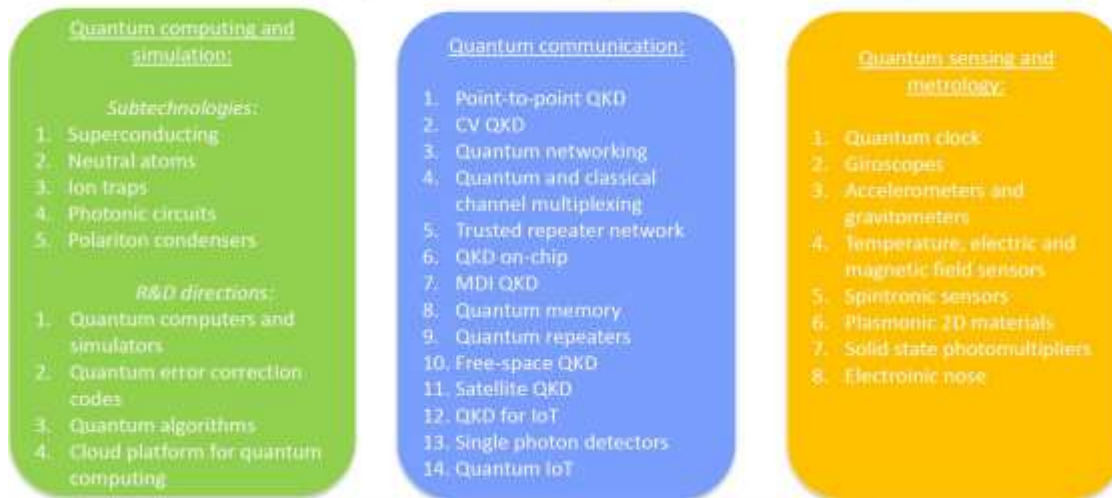 Quantum computing and
simulation:
Subtechnologies:
1. Superconducting
2. Neutral atoms
3. Ion traps
4. Photonic circuits
5. Polariton condensers
R&D directions:
1. Quantum computers and
simulators
2. Quantum error correction
codes
3. Quantum algorithms
4. Cloud platform for quantum
computing
Quantum communication:
1. Point-to-point QKD
2. CV QKD
3. Quantum networking
4. Quantum and classical
channel multiplexing
5. Trusted repeater network
6. QKD on-chip
7. MDI QKD
8. Quantum memory
9. Quantum repeaters
10. Free-space QKD
11. Satellite QKD
12. QKD for IoT
13. Single photon detectors
14. Quantum IoT
Quantum sensing and
metrology:
1. Quantum clock
2. Giroscopes
3. Accelerometers and
gravitometers
4. Temperature, electric and
magnetic field sensors
5. Spintronic sensors
6. Plasmonic 2D materials
7. Solid state photomultipliers
8. Electroinic nose